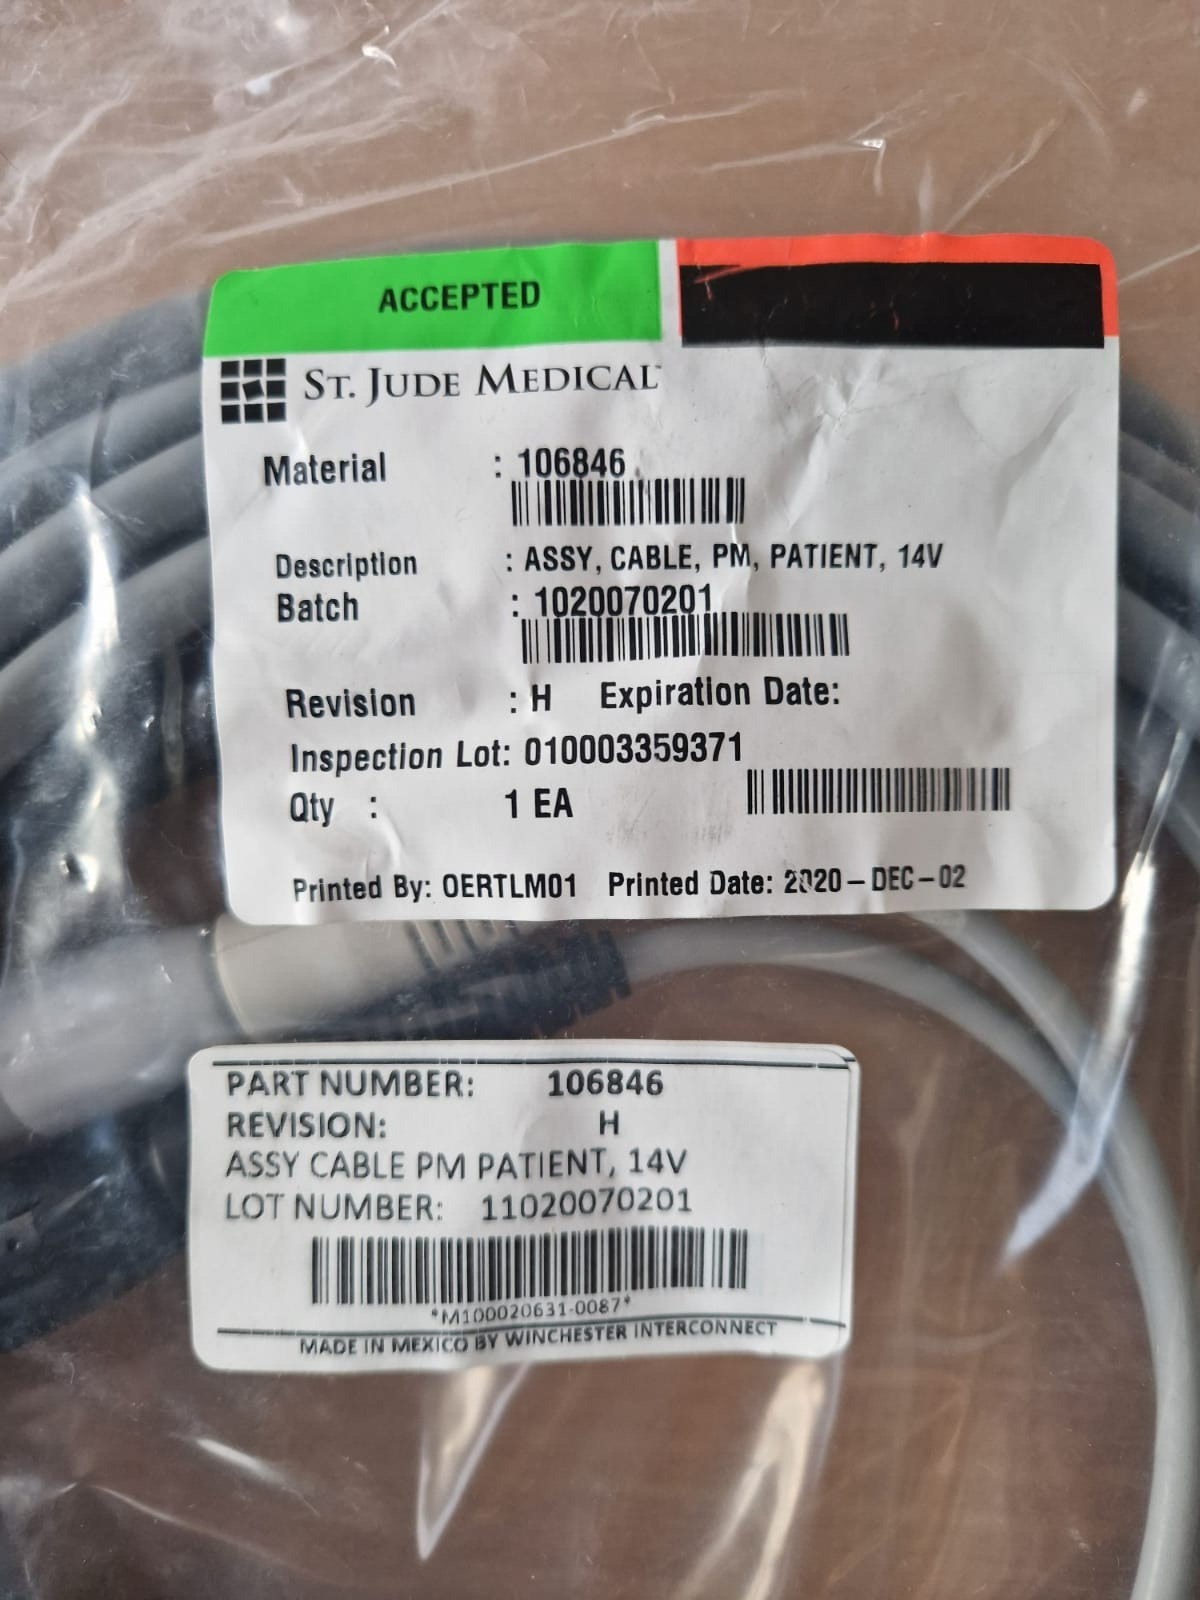 ACCEPTED
ST. JUDE MEDICAL™
Material : 106846
Description : ASSY, CABLE, PM, PATIENT, 14V
Batch : 1020070201
Revision : H Expiration Date:
Inspection Lot: 010003359371
Qty : 1 EA
Printed By: OERTLM01 Printed Date: 2020-DEC-02
PART NUMBER: 106846
REVISION: H
ASSY CABLE PM PATIENT, 14V
LOT NUMBER: 11020070201
*M100020631-0087*
MADE IN MEXICO BY WINCHESTER INTERCONNECT